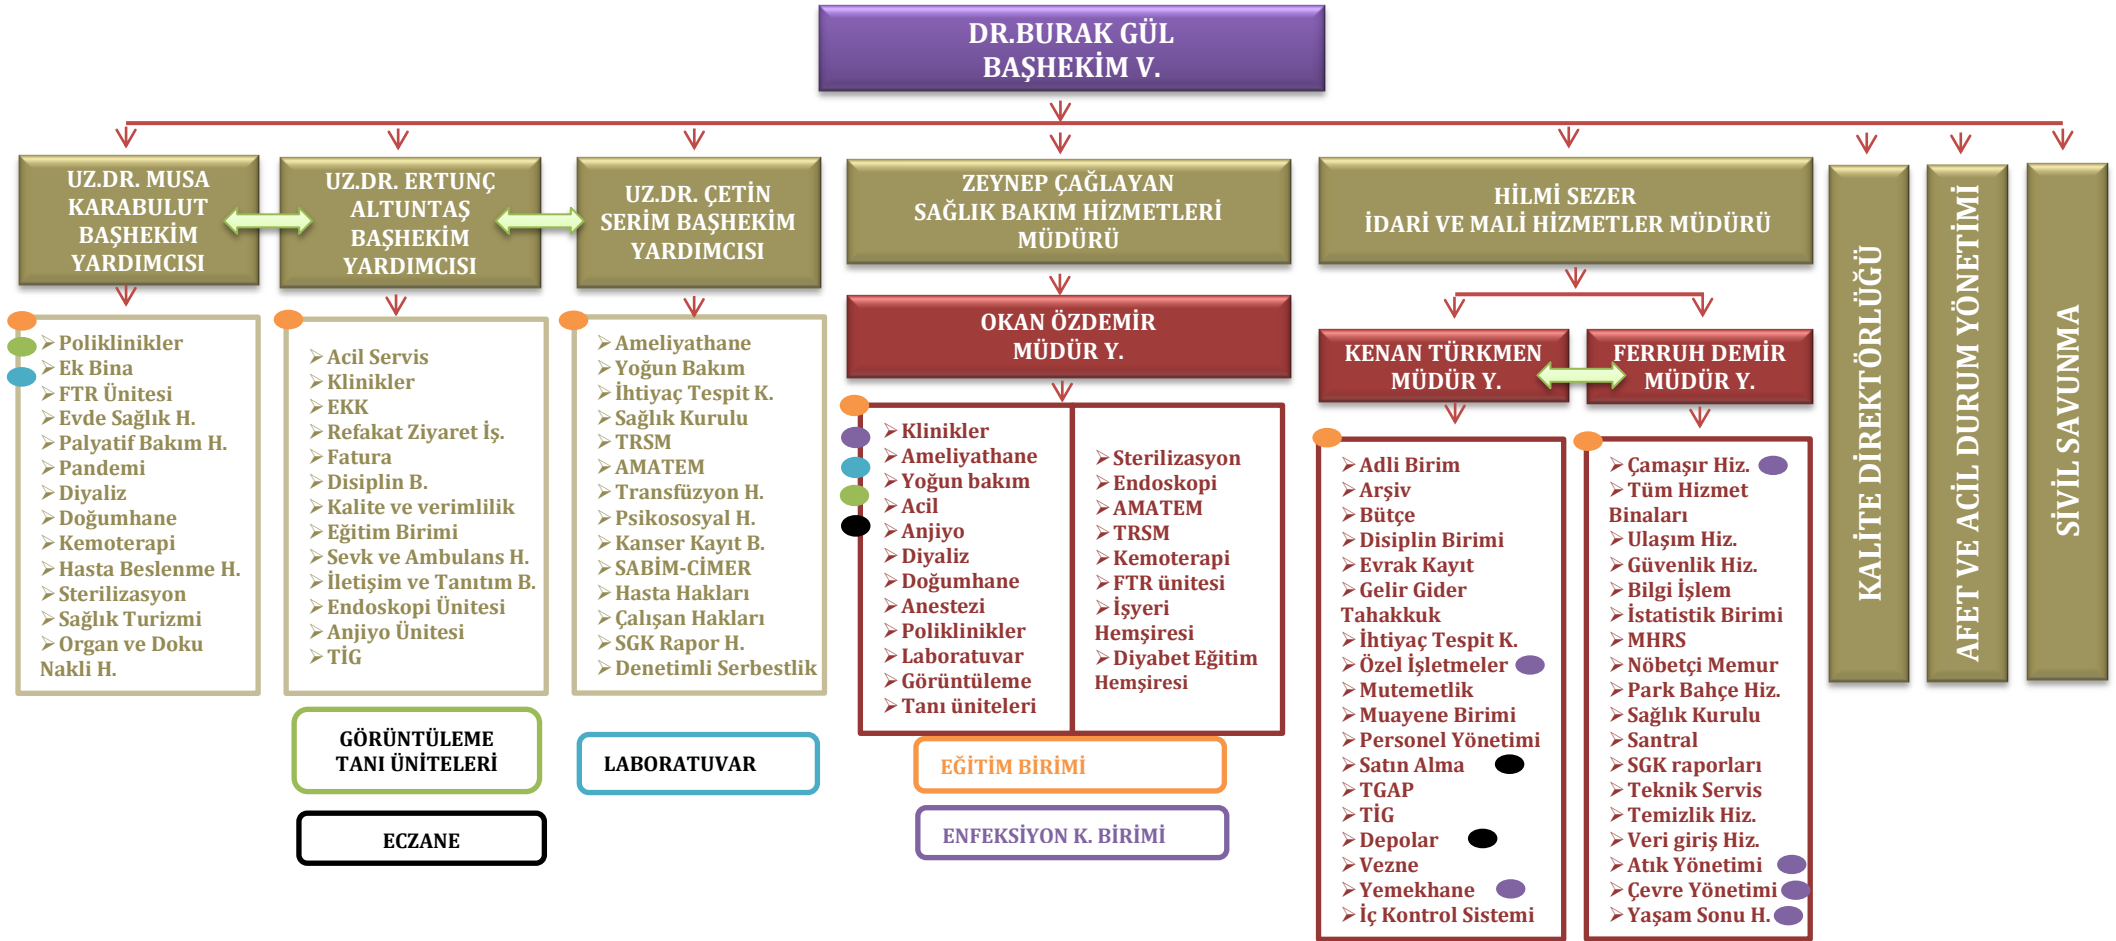 DR.BURAK GÜL
BAŞHEKİM V.
UZ.DR. MUSA
KARABULUT
BAŞHEKİM
YARDIMCISI
UZ.DR. ERTUNÇ
ALTUNTAŞ
BAŞHEKİM
YARDIMCISI
UZ.DR. ÇETİN
SERİM BAŞHEKİM
YARDIMCISI
ZEYNEP ÇAĞLAYAN
SAĞLIK BAKIM HİZMETLERİ
MÜDÜRÜ
HİLMİ SEZER
İDARİ VE MALİ HİZMETLER MÜDÜRÜ
KALİTE DİREKTÖRLÜĞÜ
AFET VE ACİL DURUM YÖNETİMİ
SİVİL SAVUNMA
OKAN ÖZDEMİR
MÜDÜR Y.
KENAN TÜRKMEN
MÜDÜR Y.
FERRUH DEMİR
MÜDÜR Y.
Poliklinikler
Ek Bina
FTR Ünitesi
Evde Sağlık H.
Palyatif Bakım H.
Pandemi
Diyaliz
Doğumhane
Kemoterapi
Hasta Beslenme H.
Sterilizasyon
Sağlık Turizmi
Organ ve Doku
Nakli H.
Acil Servis
Klinikler
EKK
Refakat Ziyaret İş.
Fatura
Disiplin B.
Kalite ve verimlilik
Eğitim Birimi
Sevk ve Ambulans H.
İletişim ve Tanıtım B.
Endoskopi Ünitesi
Anjiyo Ünitesi
TİG
Ameliyathane
Yoğun Bakım
İhtiyaç Tespit K.
Sağlık Kurulu
TRSM
AMATEM
Transfüzyon H.
Psikososyal H.
Kanser Kayıt B.
SABİM-CİMER
Hasta Hakları
Çalışan Hakları
SGK Rapor H.
Denetimli Serbestlik
Klinikler
Ameliyathane
Yoğun bakım
Acil
Anjiyo
Diyaliz
Doğumhane
Anestezi
Poliklinikler
Laboratuvar
Görüntüleme
Tanı üniteleri
Sterilizasyon
Endoskopi
AMATEM
TRSM
Kemoterapi
FTR ünitesi
İşyeri
Hemşiresi
Diyabet Eğitim
Hemşiresi
Adli Birim
Arşiv
Bütçe
Disiplin Birimi
Evrak Kayıt
Gelir Gider
Tahakkuk
İhtiyaç Tespit K.
Özel İşletmeler
Mutemetlik
Muayene Birimi
Personel Yönetimi
Satın Alma
TGAP
TİG
Depolar
Vezne
Yemekhane
İç Kontrol Sistemi
Çamaşır Hiz.
Tüm Hizmet
Binaları
Ulaşım Hiz.
Güvenlik Hiz.
Bilgi İşlem
İstatistik Birimi
MHRS
Nöbetçi Memur
Park Bahçe Hiz.
Sağlık Kurulu
Santral
SGK raporları
Teknik Servis
Temizlik Hiz.
Veri giriş Hiz.
Atık Yönetimi
Çevre Yönetimi
Yaşam Sonu H.
GÖRÜNTÜLEME
TANI ÜNİTELERİ
LABORATUVAR
EĞİTİM BİRİMİ
ECZANE
ENFEKSİYON K. BİRİMİ